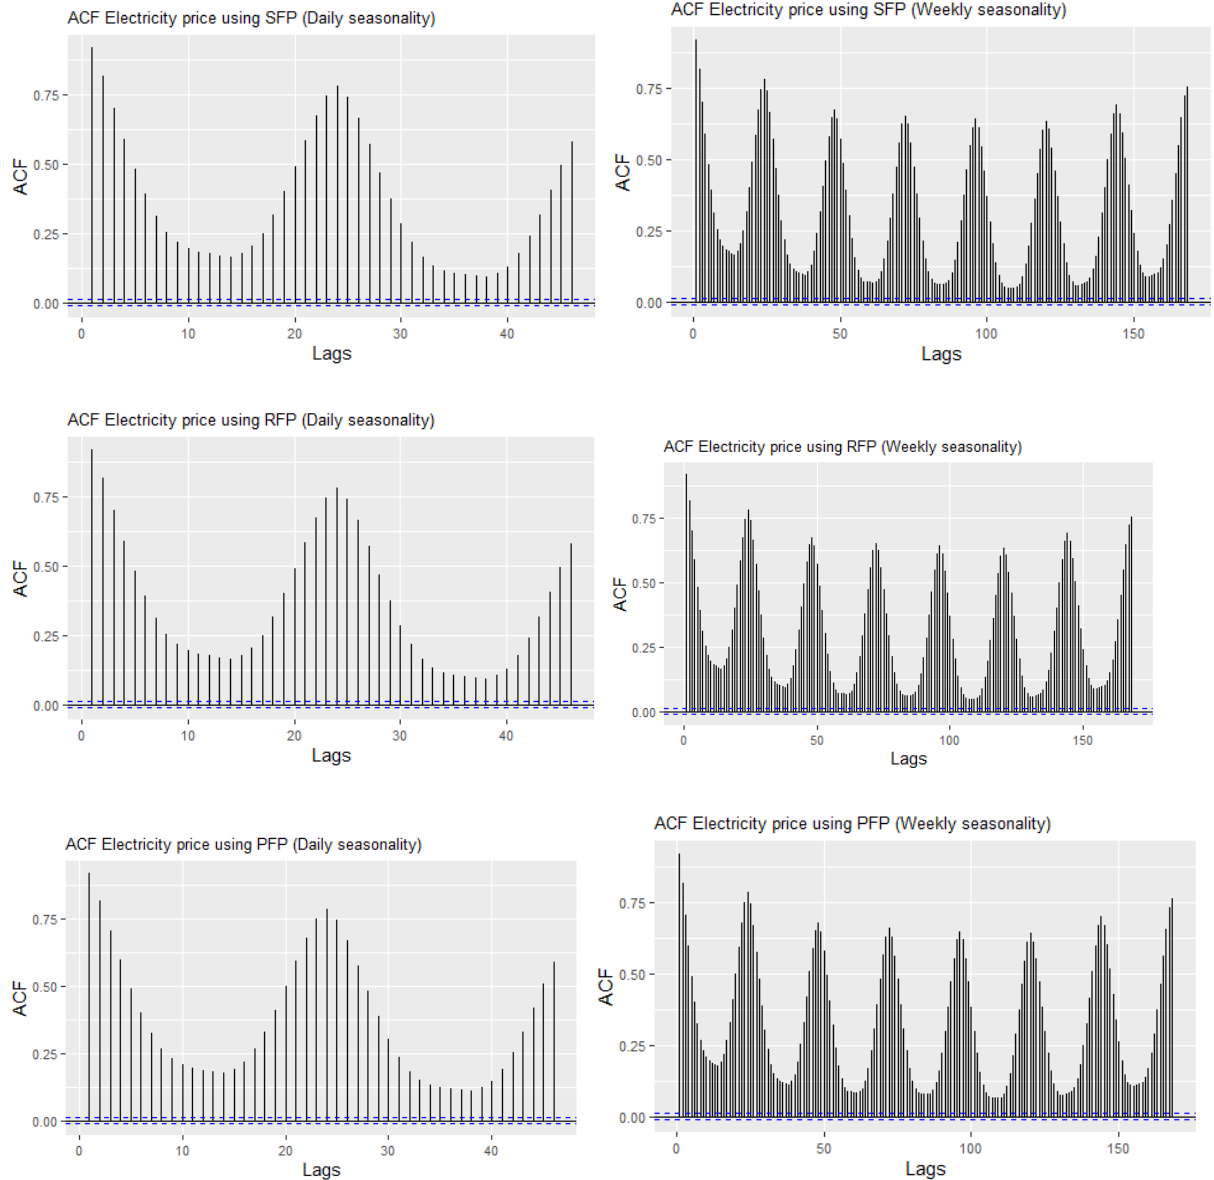 ACF Electricity price using SFP (Daily seasonality)
ACF
0.75
0.50
0.25
0.00
0 10 20 30 40
Lags
ACF Electricity price using SFP (Weekly seasonality)
ACF
0.75
0.50
0.25
0.00
0 50 100 150
Lags
ACF Electricity price using RFP (Daily seasonality)
ACF
0.75
0.50
0.25
0.00
0 10 20 30 40
Lags
ACF Electricity price using RFP (Weekly seasonality)
ACF
0.75
0.50
0.25
0.00
0 50 100 150
Lags
ACF Electricity price using PFP (Daily seasonality)
ACF
0.75
0.50
0.25
0.00
0 10 20 30 40
Lags
ACF Electricity price using PFP (Weekly seasonality)
ACF
0.75
0.50
0.25
0.00
0 50 100 150
Lags